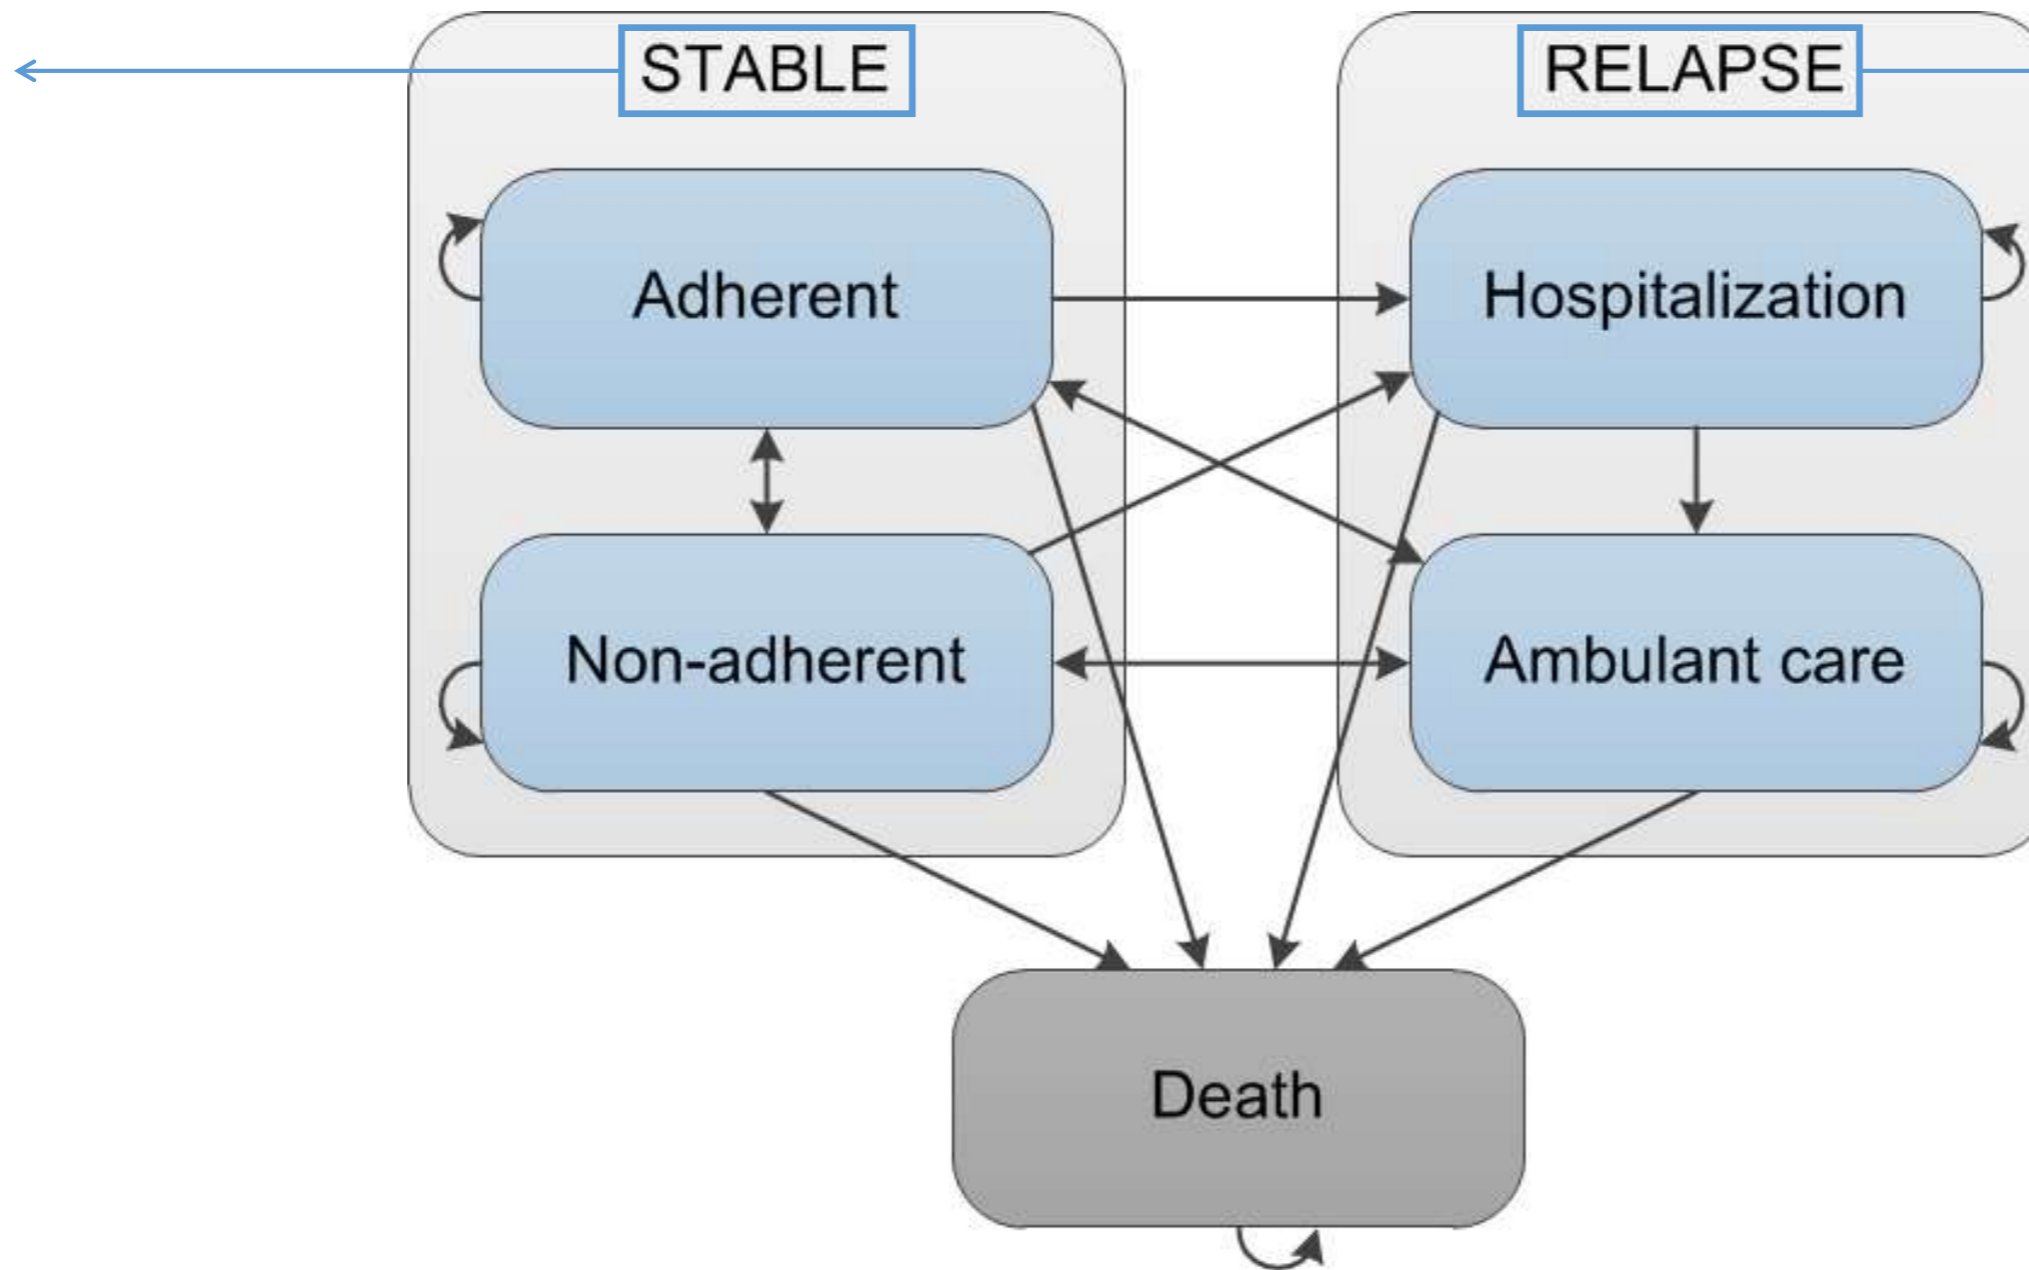 STABLE
RELAPSE
Adherent
Hospitalization
Non-adherent
Ambulant care
Death